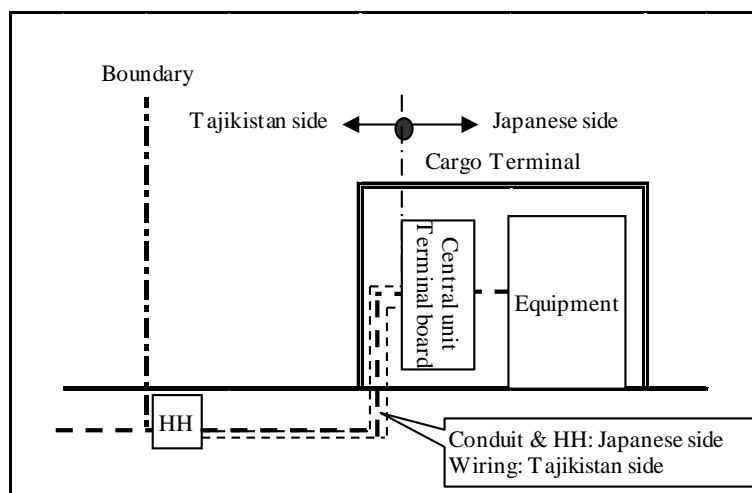 Boundary
Tajikistan side
Japanese side
Cargo Terminal
Central unit
Terminal board
Equipment
HH
Conduit & HH: Japanese side
Wiring: Tajikistan side